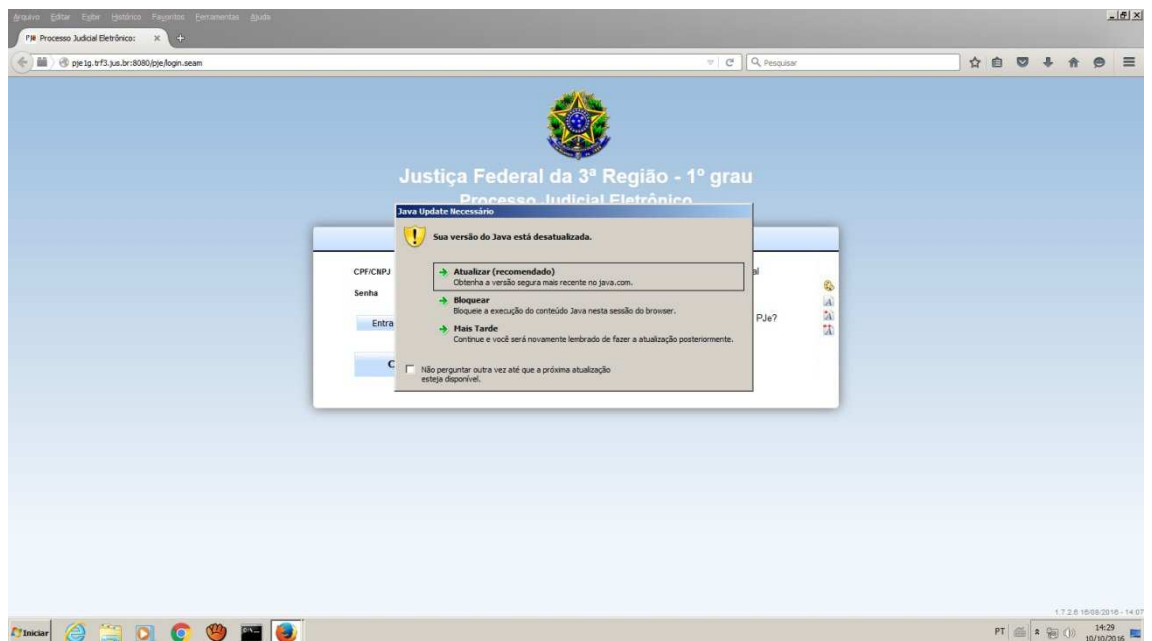 Arquivo Editar Exibir Histórico Favoritos Ferramentas Ajuda
PJe Processo Judicial Eletrônico: × +
pje1g.trf3.jus.br:8080/pje/login.seam
Pesquisar
Justiça Federal da 3ª Região - 1º grau
Processo Judicial Eletrônico
Java Update Necessário
Sua versão do Java está desatualizada.
CPF/CNPJ
Atualizar (recomendado)
Obtenha a versão segura mais recente no java.com.
Senha
Bloquear
Bloqueie a execução do conteúdo Java nesta sessão do browser.
Entra
PJe?
Mais Tarde
Continue e você será novamente lembrado de fazer a atualização posteriormente.
C
Não perguntar outra vez até que a próxima atualização
esteja disponível.
1.7.2.6 16/08/2016 - 14:07
Iniciar
PT
14:29
10/10/2016